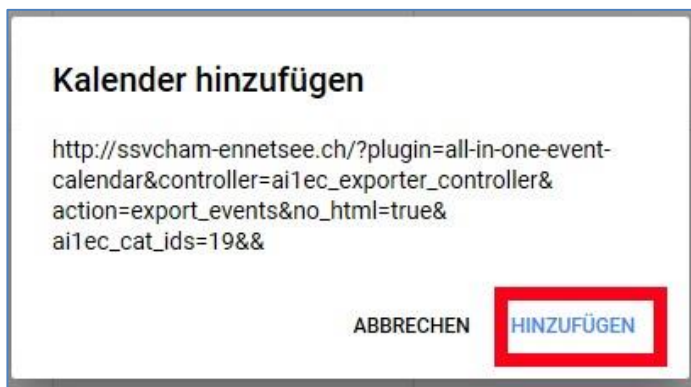 Kalender hinzufügen
http://ssvcham-ennetsee.ch/?plugin=all-in-one-event-
calendar&controller=ai1ec_exporter_controller&
action=export_events&no_html=true&
ai1ec_cat_ids=19&&
ABBRECHEN HINZUFÜGEN